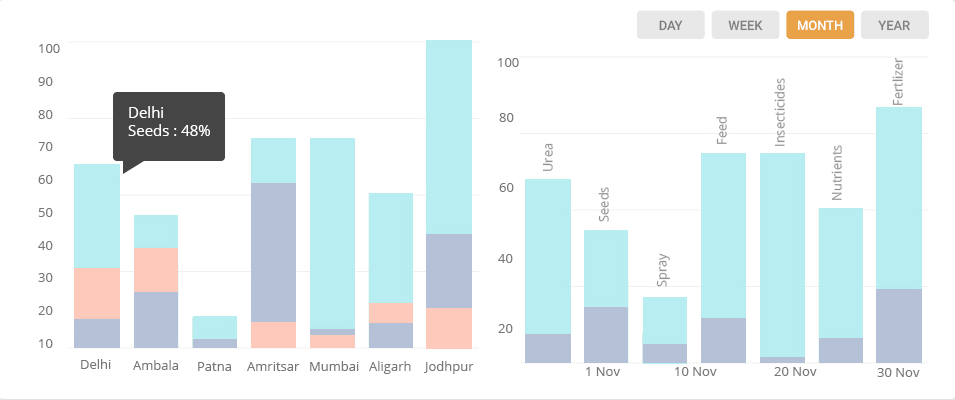 DAY WEEK MONTH YEAR
100
90
80
70
60
50
40
30
20
10
Delhi
Seeds : 48%
Delhi Ambala Patna Amritsar Mumbai Aligarh Jodhpur
100
80
60
40
20
Urea
Seeds
Spray
Feed
Insecticides
Nutrients
Fertlizer
1 Nov 10 Nov 20 Nov 30 Nov